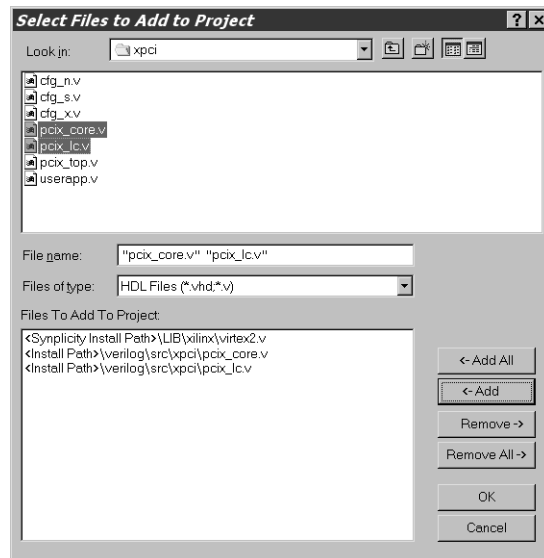 Select Files to Add to Project ? x
Look in: xpci
cfg_n.v
cfg_s.v
cfg_x.v
pcix_core.v
pcix_lc.v
pcix_top.v
userapp.v
File name: "pcix_core.v" "pcix_lc.v"
Files of type: HDL Files (*.vhd;*.v)
Files To Add To Project:
<Synplicity Install Path>\LIB\xilinx\virtex2.v
<Install Path>\verilog\src\xpci\pcix_core.v
<Install Path>\verilog\src\xpci\pcix_lc.v
<- Add All
<- Add
Remove ->
Remove All ->
OK
Cancel